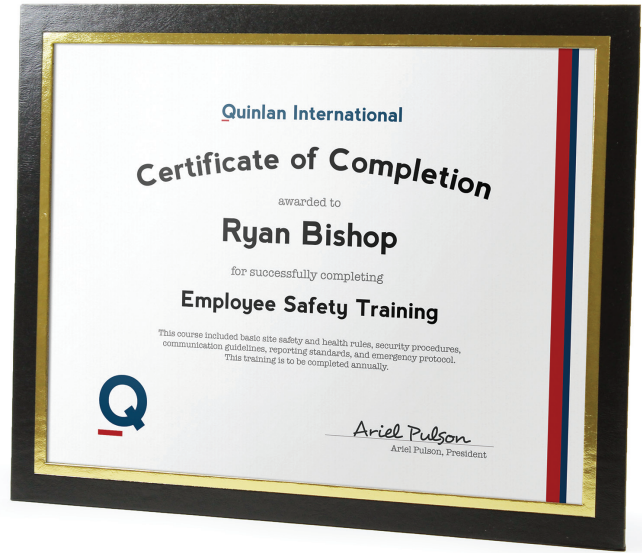 Quinlan International
Certificate of Completion
awarded to
Ryan Bishop
for successfully completing
Employee Safety Training
This course included basic site safety and health rules, security procedures,
communication guidelines, reporting standards, and emergency protocol.
This training is to be completed annually.
Q
Ariel Pulson
Ariel Pulson, President